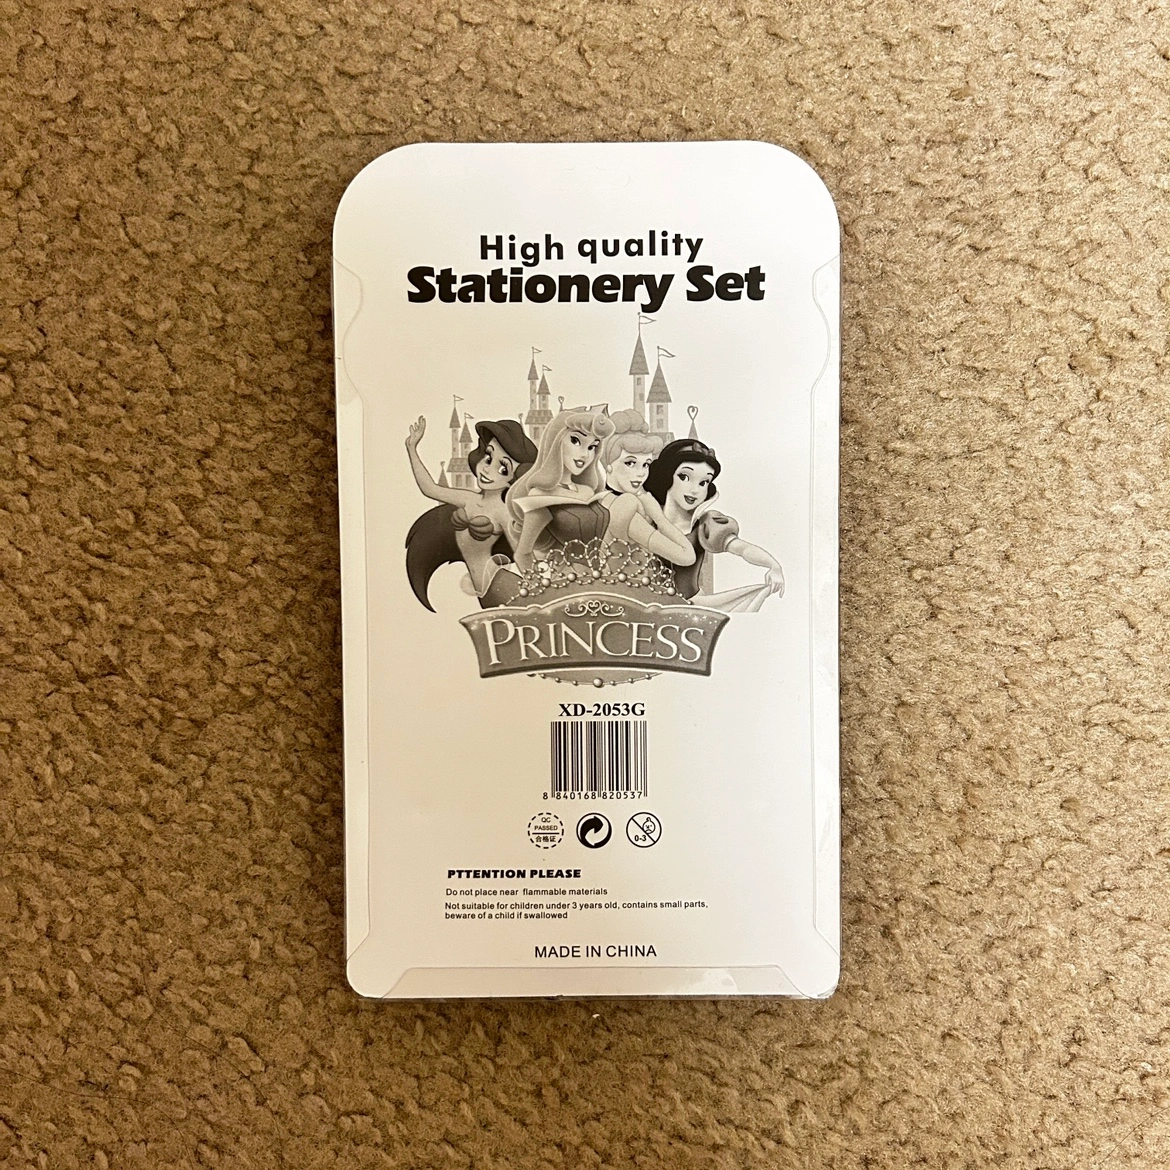 High quality
Stationery Set
PRINCESS
XD-2053G
8 840168 820537
QC
PASSED
合格证
0-3
PTTENTION PLEASE
Do not place near flammable materials
Not suitable for children under 3 years old, contains small parts,
beware of a child if swallowed
MADE IN CHINA